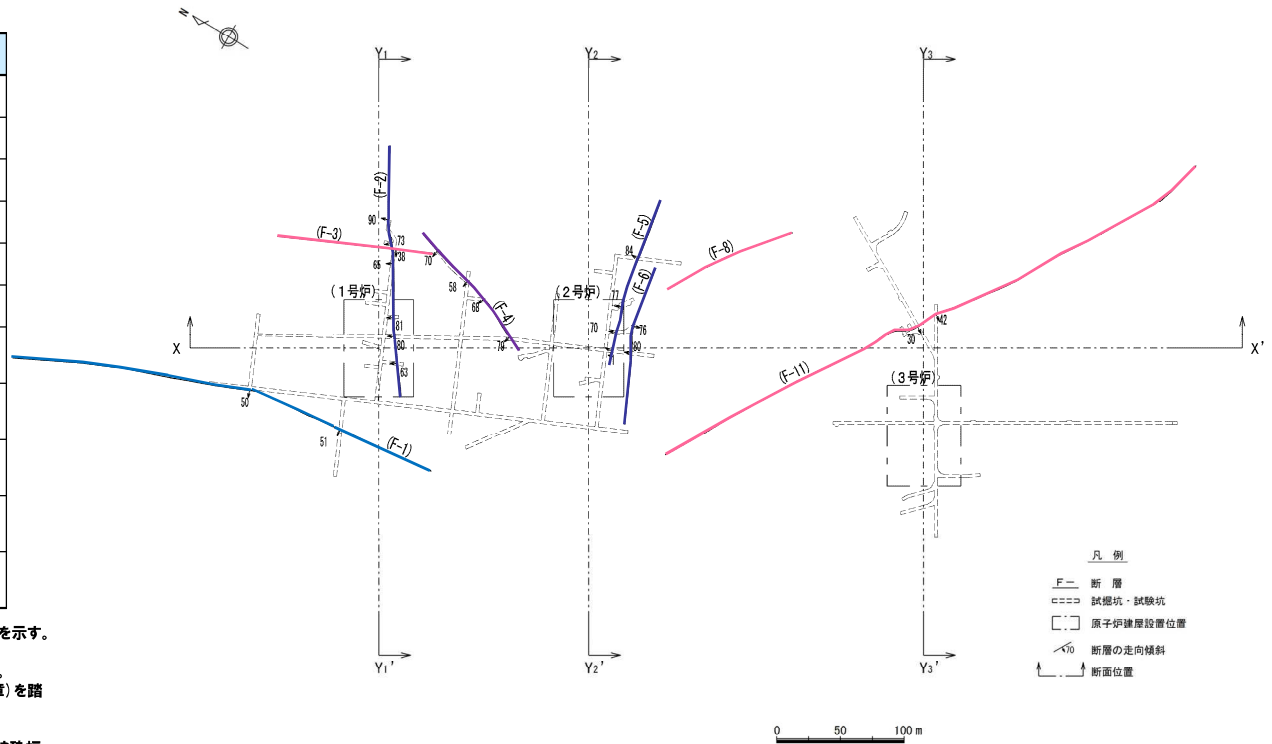 N
Y1
Y2
Y3
(F-2)
90
(F-3)
73
38
65
70
(F-5)
84
(F-8)
58
(F-6)
(1号炉)
(2号炉)
68
77
(F-4)
81
70
76
42
30
80
79
80
X
X'
63
(F-11)
(3号炉)
50
51
(F-1)
凡 例
F- 断 層
試掘坑・試験坑
原子炉建屋設置位置
70 断層の走向傾斜
断面位置
を示す。
)を踏
Y1'
Y2'
Y3'
0 50 100 m